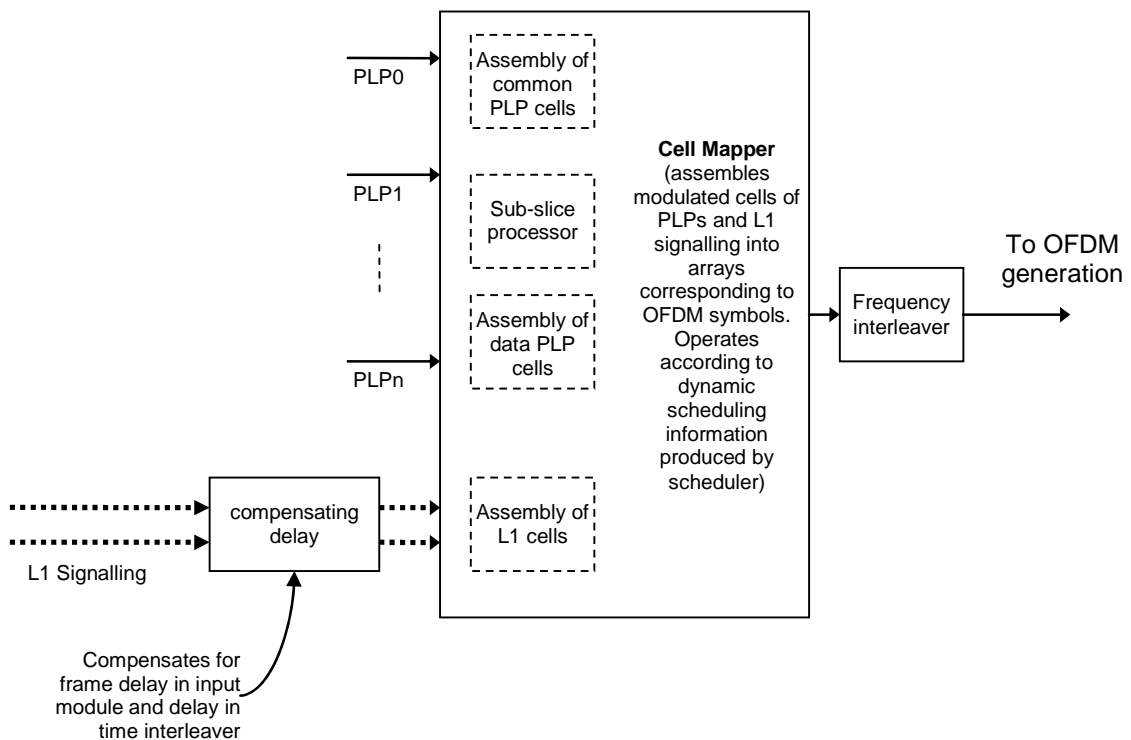 PLP0
PLP1
PLPn
Assembly of
common
PLP cells
Sub-slice
processor
Assembly of
data PLP
cells
Assembly of
L1 cells
Cell Mapper
(assembles
modulated cells of
PLPs and L1
signalling into
arrays
corresponding to
OFDM symbols.
Operates
according to
dynamic
scheduling
information
produced by
scheduler)
Frequency
interleaver
To OFDM
generation
compensating
delay
L1 Signalling
Compensates for
frame delay in input
module and delay in
time interleaver